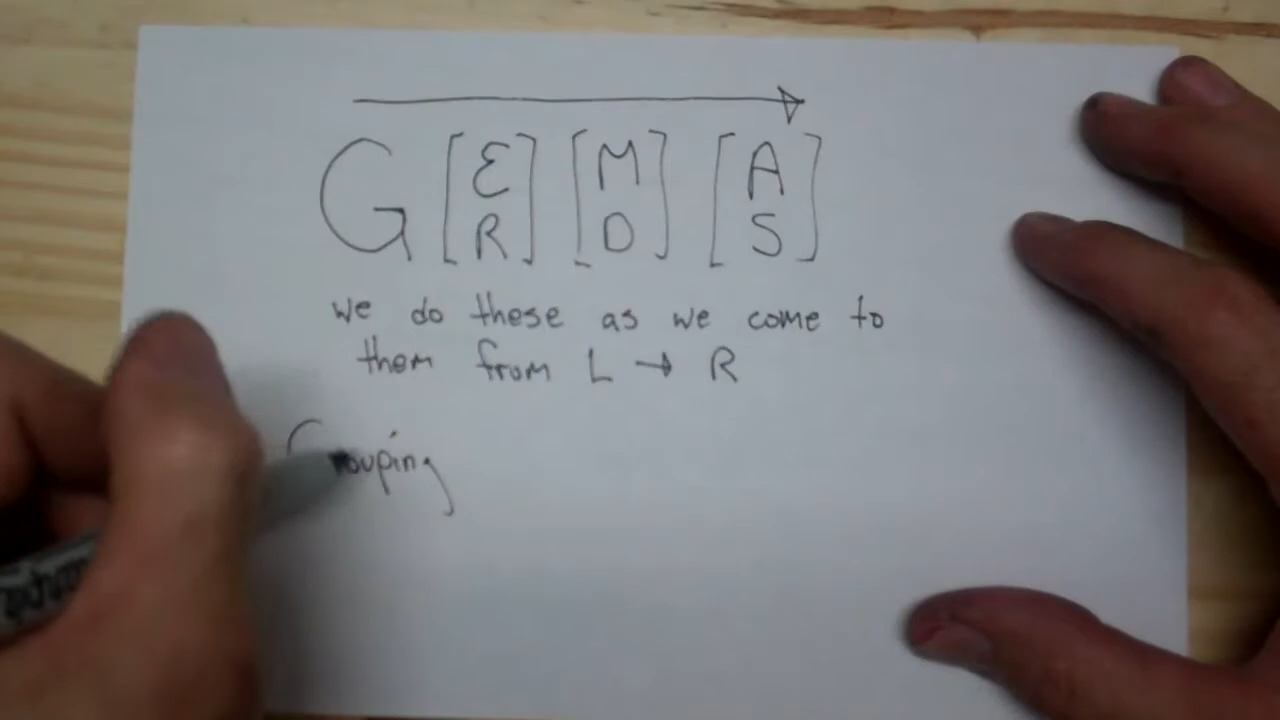 G [E R] [M D] [A S]
we do these as we come to
them from L → R
Grouping